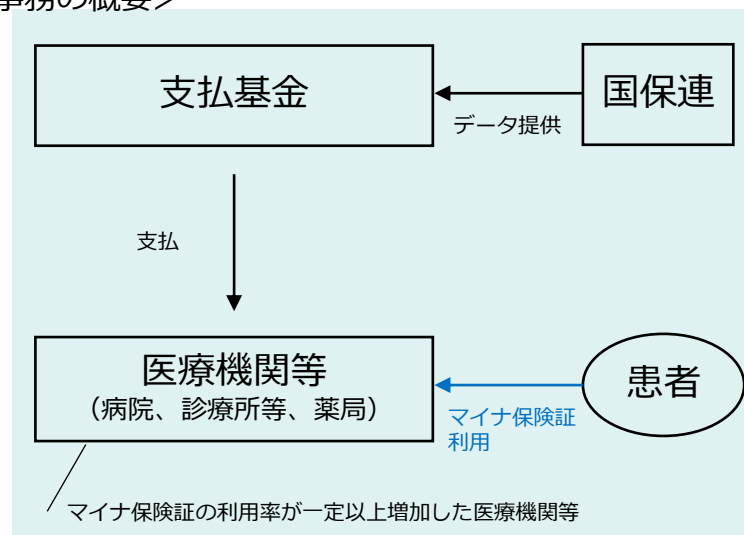 事務の概要＞
支払基金
国保連
データ提供
支払
医療機関等
（病院、診療所等、薬局）
患者
マイナ保険証
利用
マイナ保険証の利用率が一定以上増加した医療機関等